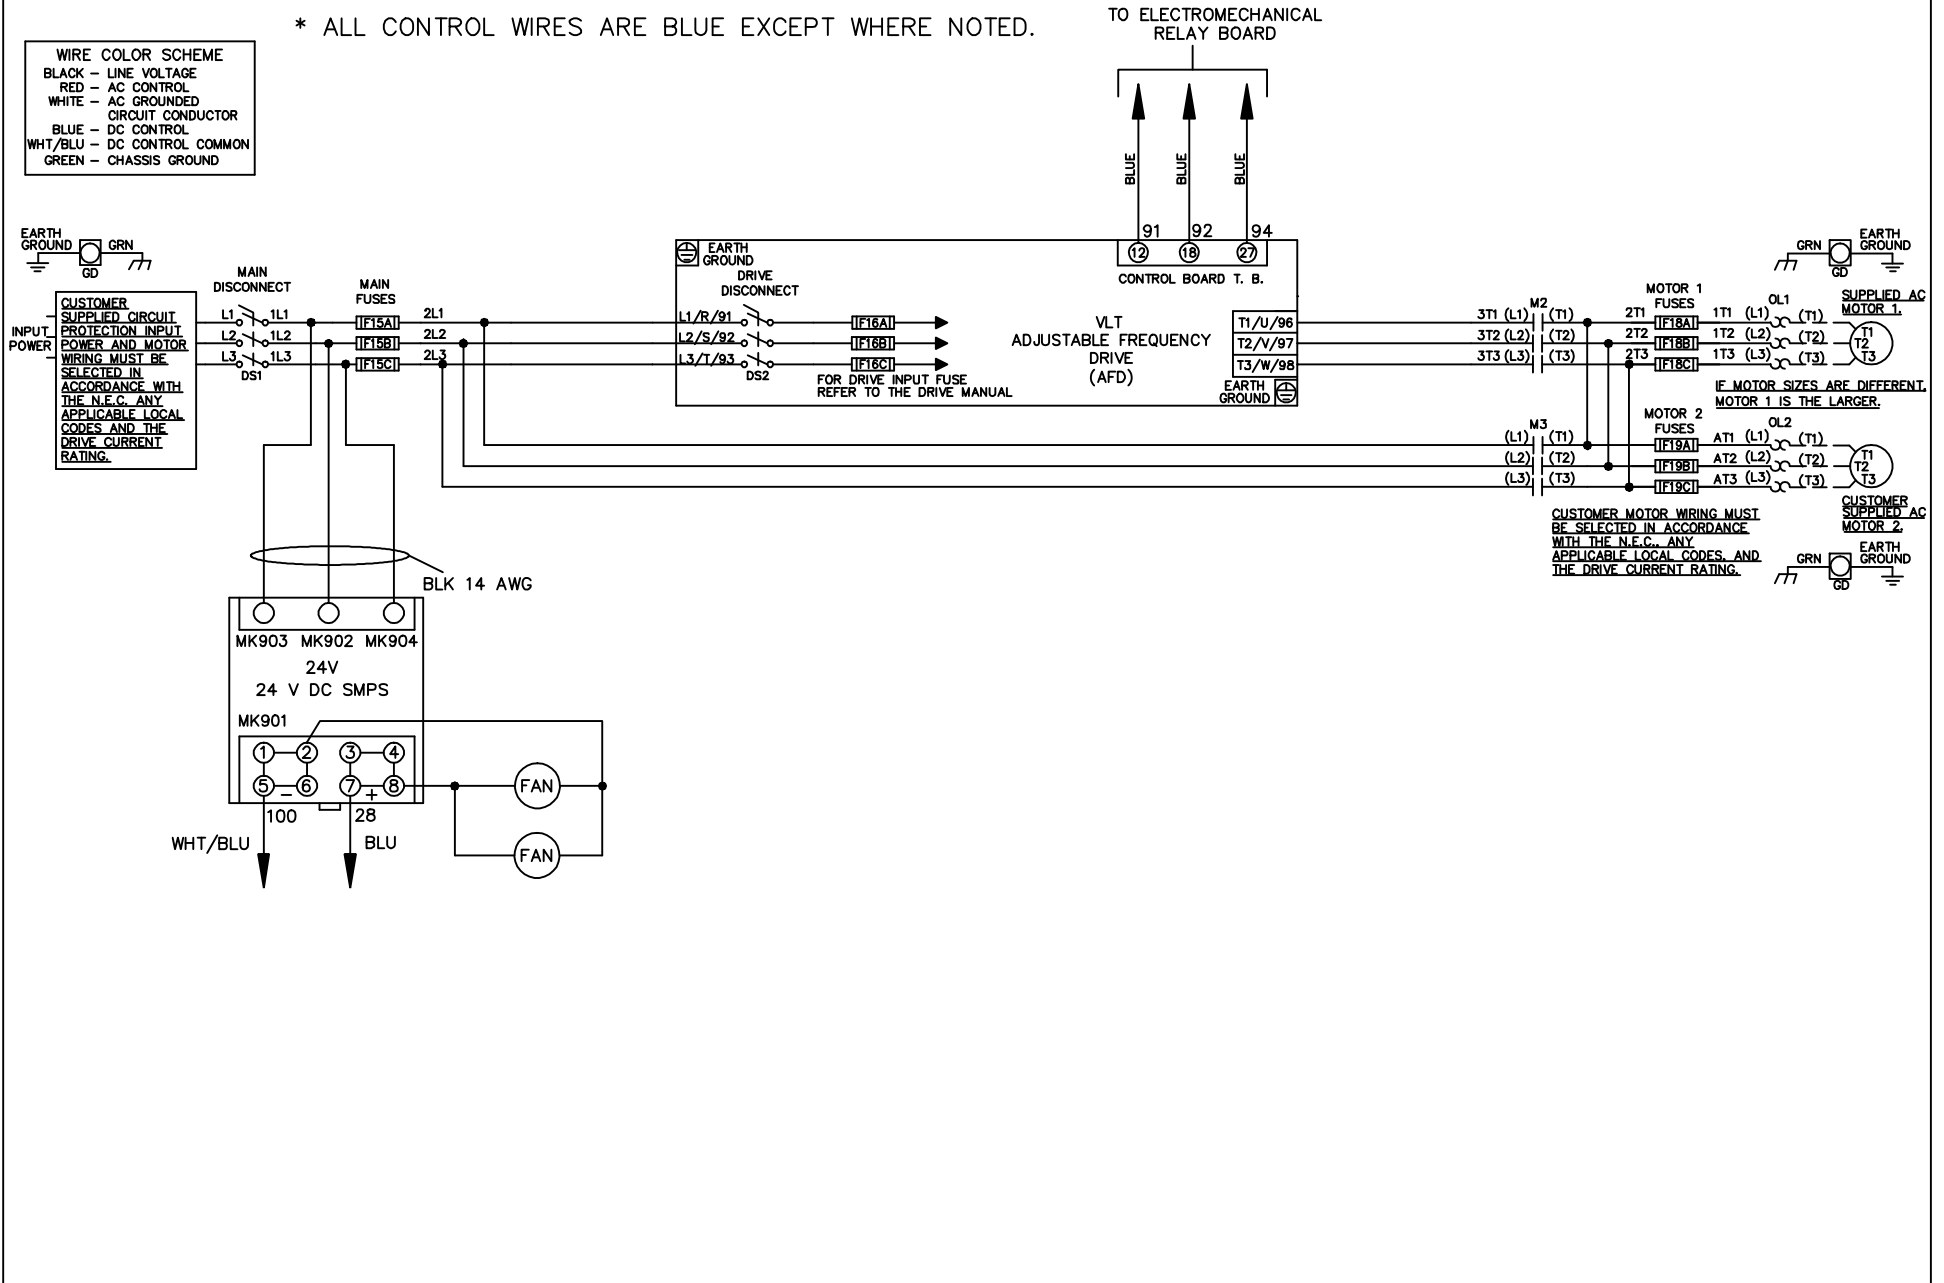 * ALL CONTROL WIRES ARE BLUE EXCEPT WHERE NOTED.
TO ELECTROMECHANICAL
RELAY BOARD
WIRE COLOR SCHEME
BLACK – LINE VOLTAGE
RED – AC CONTROL
WHITE – AC GROUNDED
CIRCUIT CONDUCTOR
BLUE – DC CONTROL
WHT/BLU – DC CONTROL COMMON
GREEN – CHASSIS GROUND
BLUE
BLUE
BLUE
91
92
94
12
18
27
CONTROL BOARD T. B.
EARTH
GROUND
GRN
GD
INPUT
POWER
CUSTOMER
SUPPLIED CIRCUIT
PROTECTION INPUT
POWER AND MOTOR
WIRING MUST BE
SELECTED IN
ACCORDANCE WITH
THE N.E.C. ANY
APPLICABLE LOCAL
CODES AND THE
DRIVE CURRENT
RATING.
MAIN
DISCONNECT
L1
1L1
L2
1L2
L3
1L3
DS1
MAIN
FUSES
F15A
F15B
F15C
2L1
2L2
2L3
EARTH
GROUND
DRIVE
DISCONNECT
L1/R/91
L2/S/92
L3/T/93
DS2
F16A
F16B
F16C
FOR DRIVE INPUT FUSE
REFER TO THE DRIVE MANUAL
VLT
ADJUSTABLE FREQUENCY
DRIVE
(AFD)
T1/U/96
T2/V/97
T3/W/98
EARTH
GROUND
M2
3T1 (L1) (T1)
3T2 (L2) (T2)
3T3 (L3) (T3)
2T1
2T2
2T3
MOTOR 1
FUSES
F18A
F18B
F18C
1T1 (L1) (T1)
1T2 (L2) (T2)
1T3 (L3) (T3)
OL1
T1
T2
T3
GRN
EARTH
GROUND
GD
SUPPLIED AC
MOTOR 1.
IF MOTOR SIZES ARE DIFFERENT,
MOTOR 1 IS THE LARGER.
M3
(L1) (T1)
(L2) (T2)
(L3) (T3)
MOTOR 2
FUSES
F19A
F19B
F19C
AT1 (L1) (T1)
AT2 (L2) (T2)
AT3 (L3) (T3)
OL2
T1
T2
T3
CUSTOMER
SUPPLIED AC
MOTOR 2.
CUSTOMER MOTOR WIRING MUST
BE SELECTED IN ACCORDANCE
WITH THE N.E.C., ANY
APPLICABLE LOCAL CODES, AND
THE DRIVE CURRENT RATING.
GRN
EARTH
GROUND
GD
BLK 14 AWG
MK903 MK902 MK904
24V
24 V DC SMPS
MK901
1 2 3 4
5 – 6 7 + 8
100
28
WHT/BLU
BLU
FAN
FAN